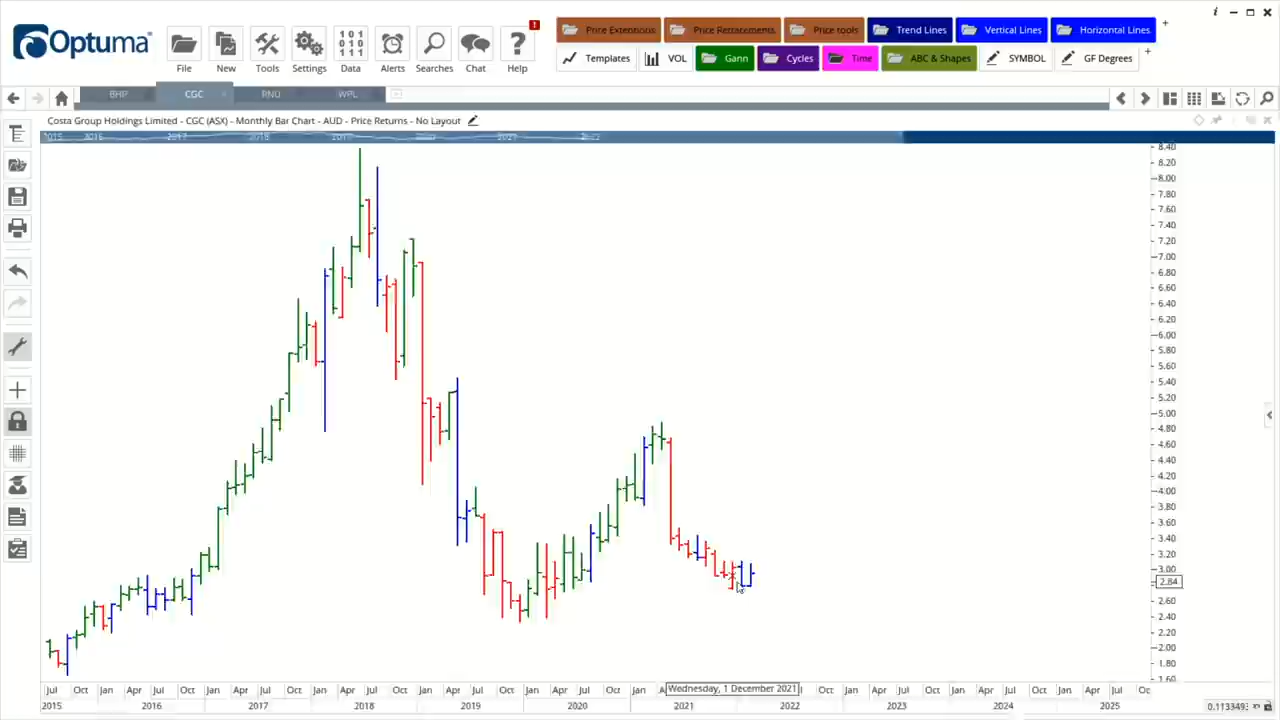 Optuma
File
New
Tools
Settings
Data
Alerts
Searches
Chat
Help
Price Extensions
Price Retracements
Price tools
Trend Lines
Vertical Lines
Horizontal Lines
Templates
VOL
Gann
Cycles
Time
ABC & Shapes
SYMBOL
GF Degrees
BHP
CGC
RNU
WPL
Costa Group Holdings Limited - CGC (ASX) - Monthly Bar Chart - AUD - Price Returns - No Layout
8.40
8.20
8.00
7.80
7.60
7.40
7.20
7.00
6.80
6.60
6.40
6.20
6.00
5.80
5.60
5.40
5.20
5.00
4.80
4.60
4.40
4.20
4.00
3.80
3.60
3.40
3.20
3.00
2.84
2.60
2.40
2.20
2.00
1.80
1.60
Jul Oct Jan Apr Jul Oct Jan Apr Jul Oct Jan Apr Jul Oct Jan Apr Jul Oct Jan Apr Jul Oct Jan Wednesday, 1 December 2021 Oct Jan Apr Jul Oct Jan Apr Jul Oct Jan Apr Jul
2015 2016 2017 2018 2019 2020 2021 2022 2023 2024 2025